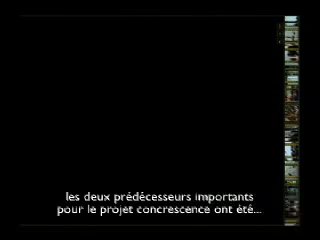 les deux prédécesseurs importants
pour le projet concrescence ont été...